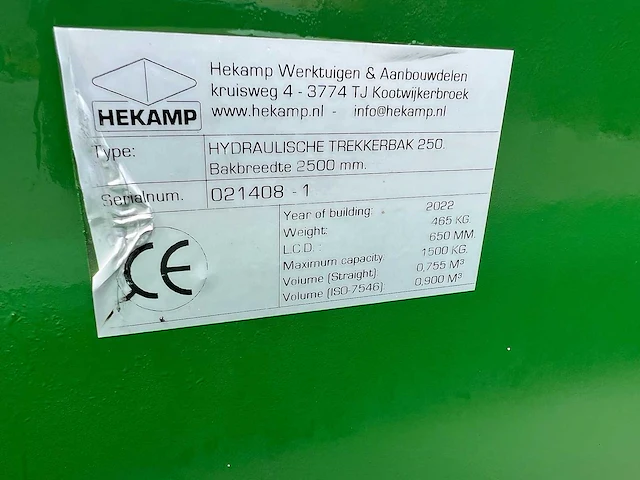 HEKAMP
Hekamp Werktuigen & Aanbouwdelen
kruisweg 4 - 3774 TJ Kootwijkerbroek
www.hekamp.nl - info@hekamp.nl
Type: HYDRAULISCHE TREKKERBAK 250.
Bakbreedte 2500 mm.
Serialnum. 021408 - 1
CE
Year of building: 2022
Weight: 465 KG.
L.C.D.: 650 MM.
Maximum capacity 1500 KG.
Volume (Straight) 0,755 M³
Volume (ISO-7546) 0,900 M³